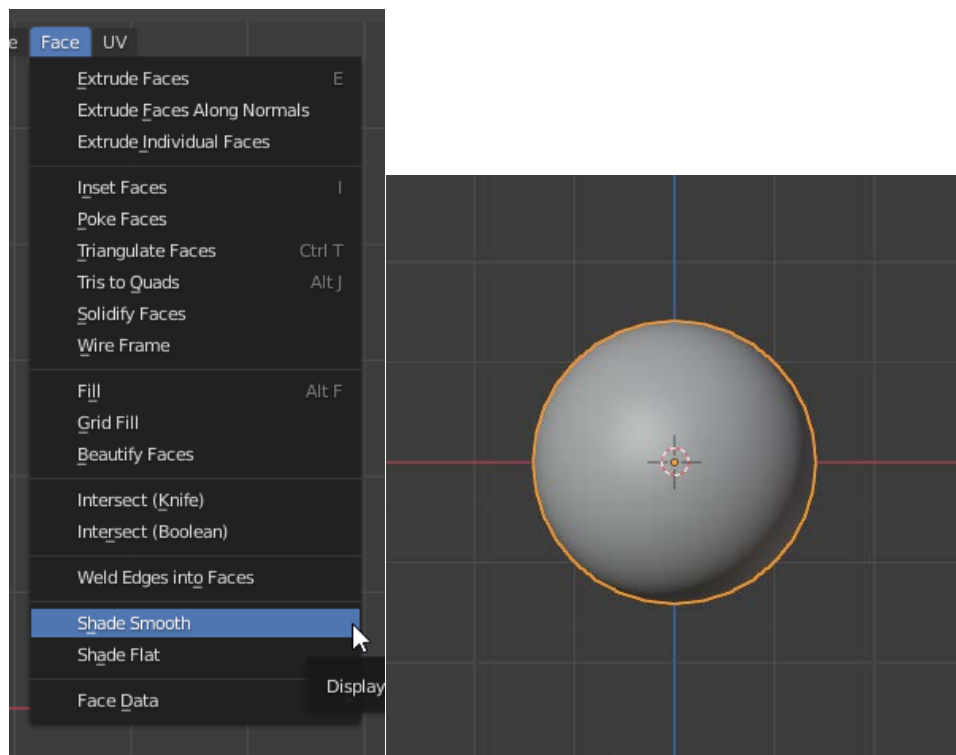 e Face UV
Extrude Faces E
Extrude Faces Along Normals
Extrude Individual Faces
Inset Faces I
Poke Faces
Triangulate Faces Ctrl T
Tris to Quads Alt J
Solidify Faces
Wire Frame
Fill Alt F
Grid Fill
Beautify Faces
Intersect (Knife)
Intersect (Boolean)
Weld Edges into Faces
Shade Smooth
Shade Flat
Display
Face Data